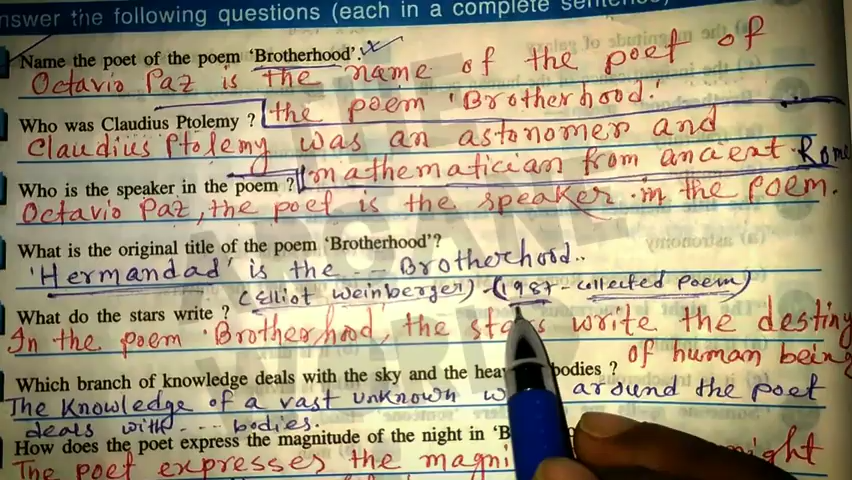 nswer the following questions (each in a complete sentence)
Name the poet of the poem 'Brotherhood'.
Octavio Paz is the name of the poet of
the poem 'Brotherhood.'
Who was Claudius Ptolemy ?
Claudius Ptolemy was an astonomer and
mathematician from ancient Rome
Who is the speaker in the poem ?
Octavio Paz, the poet is the speaker in the poem.
What is the original title of the poem 'Brotherhood'?
'Hermandad' is the --- Brotherhood..
(Elliot Weinberger) - (1987 - collected poem)
What do the stars write ?
In the poem 'Brotherhood, the stars write the destiny
of human being
Which branch of knowledge deals with the sky and the hea bodies ?
The Knowledge of a vast unknown w around the poet
deals with --- bodies.
How does the poet express the magnitude of the night in 'B
The poet expresses the magni night